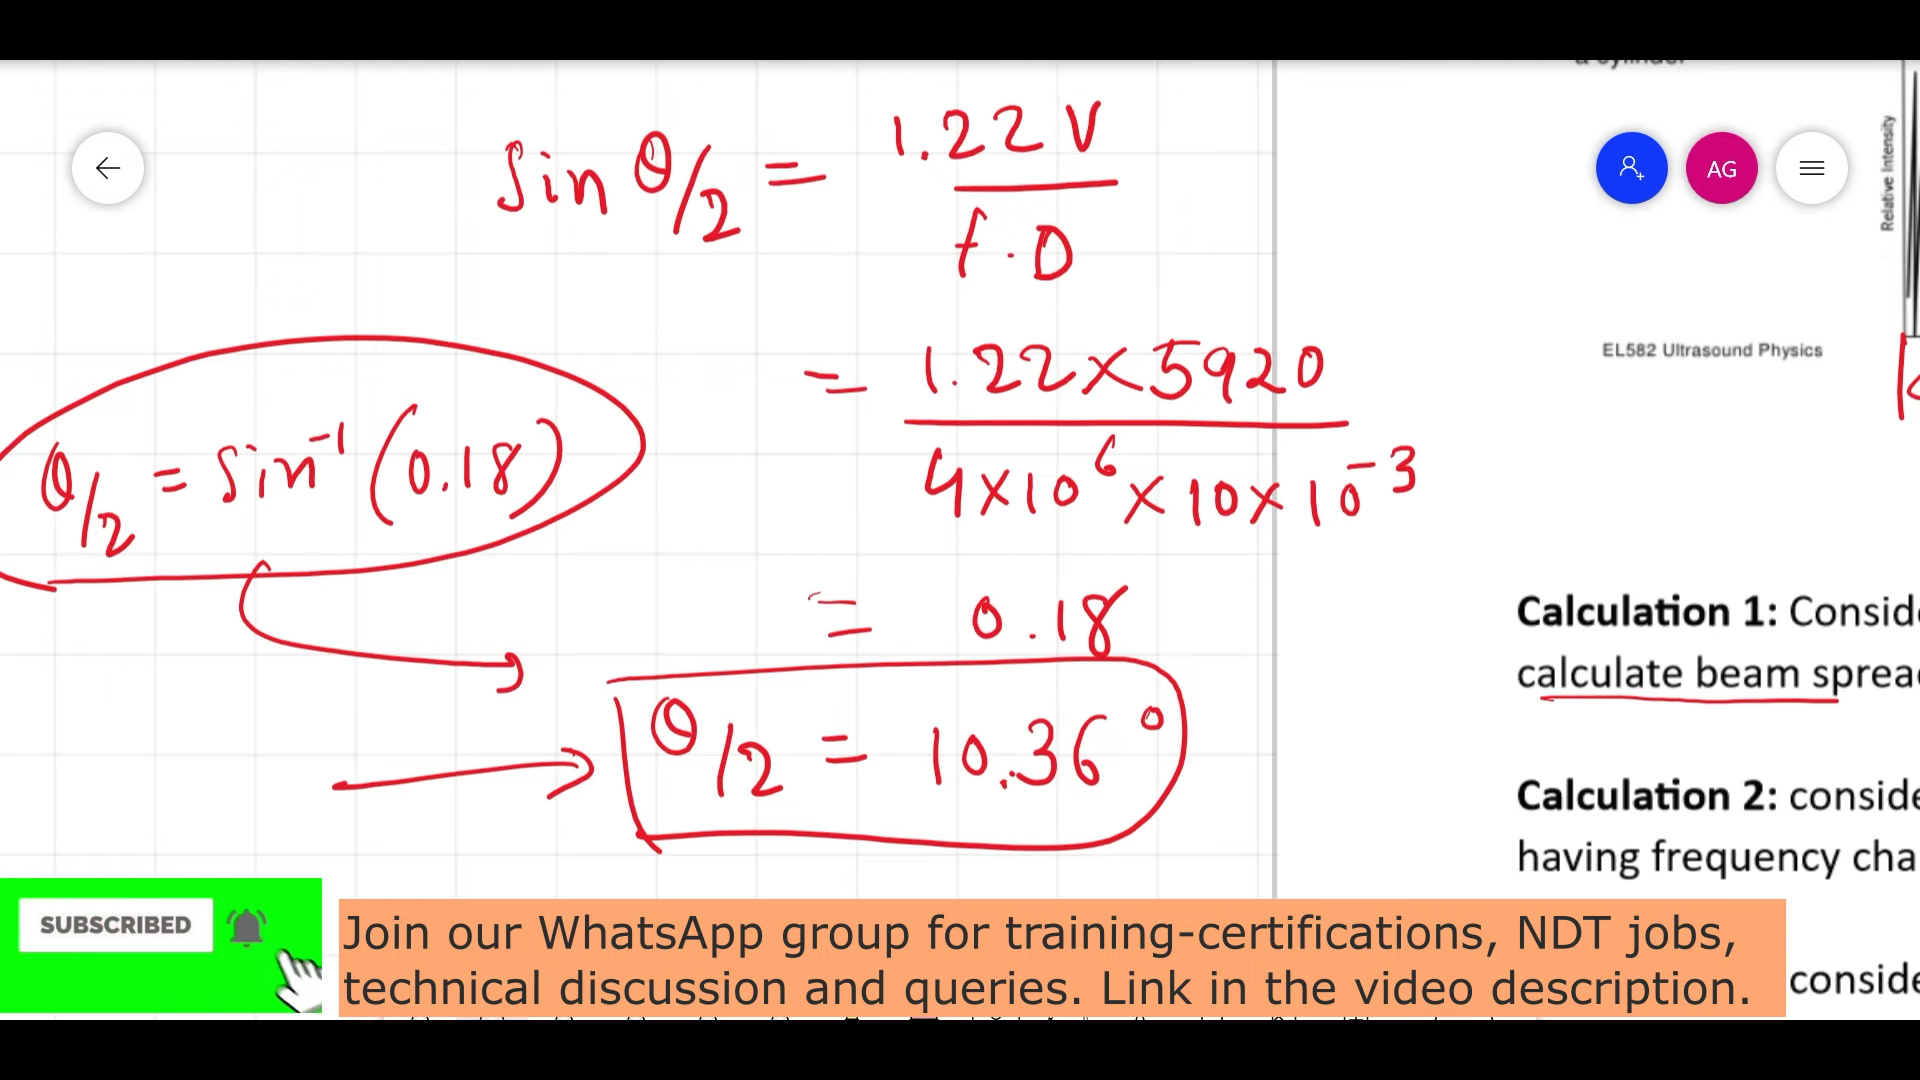 sin θ/2 = 1.22 V
f . D
= 1.22 × 5920
4×10⁶ × 10 × 10⁻³
θ/2 = sin⁻¹ (0.18)
= 0.18
θ/2 = 10.36°
AG
Relative Intensity
EL582 Ultrasound Physics
Calculation 1: Conside
calculate beam sprea
Calculation 2: conside
having frequency cha
conside
SUBSCRIBED
Join our WhatsApp group for training-certifications, NDT jobs,
technical discussion and queries. Link in the video description.